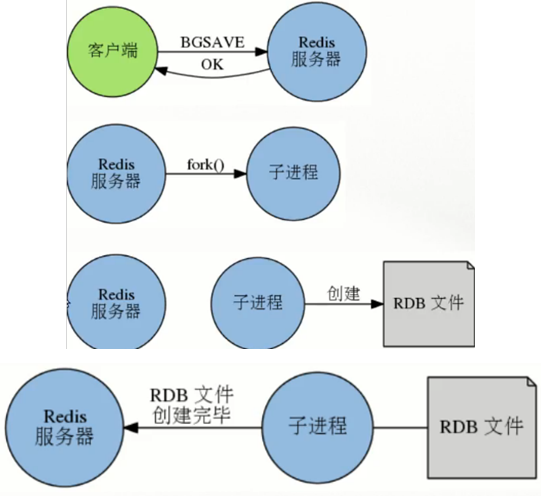 客户端
BGSAVE
OK
Redis
服务器
Redis
服务器
fork()
子进程
Redis
服务器
子进程
创建
RDB 文件
Redis
服务器
RDB 文件
创建完毕
子进程
RDB 文件